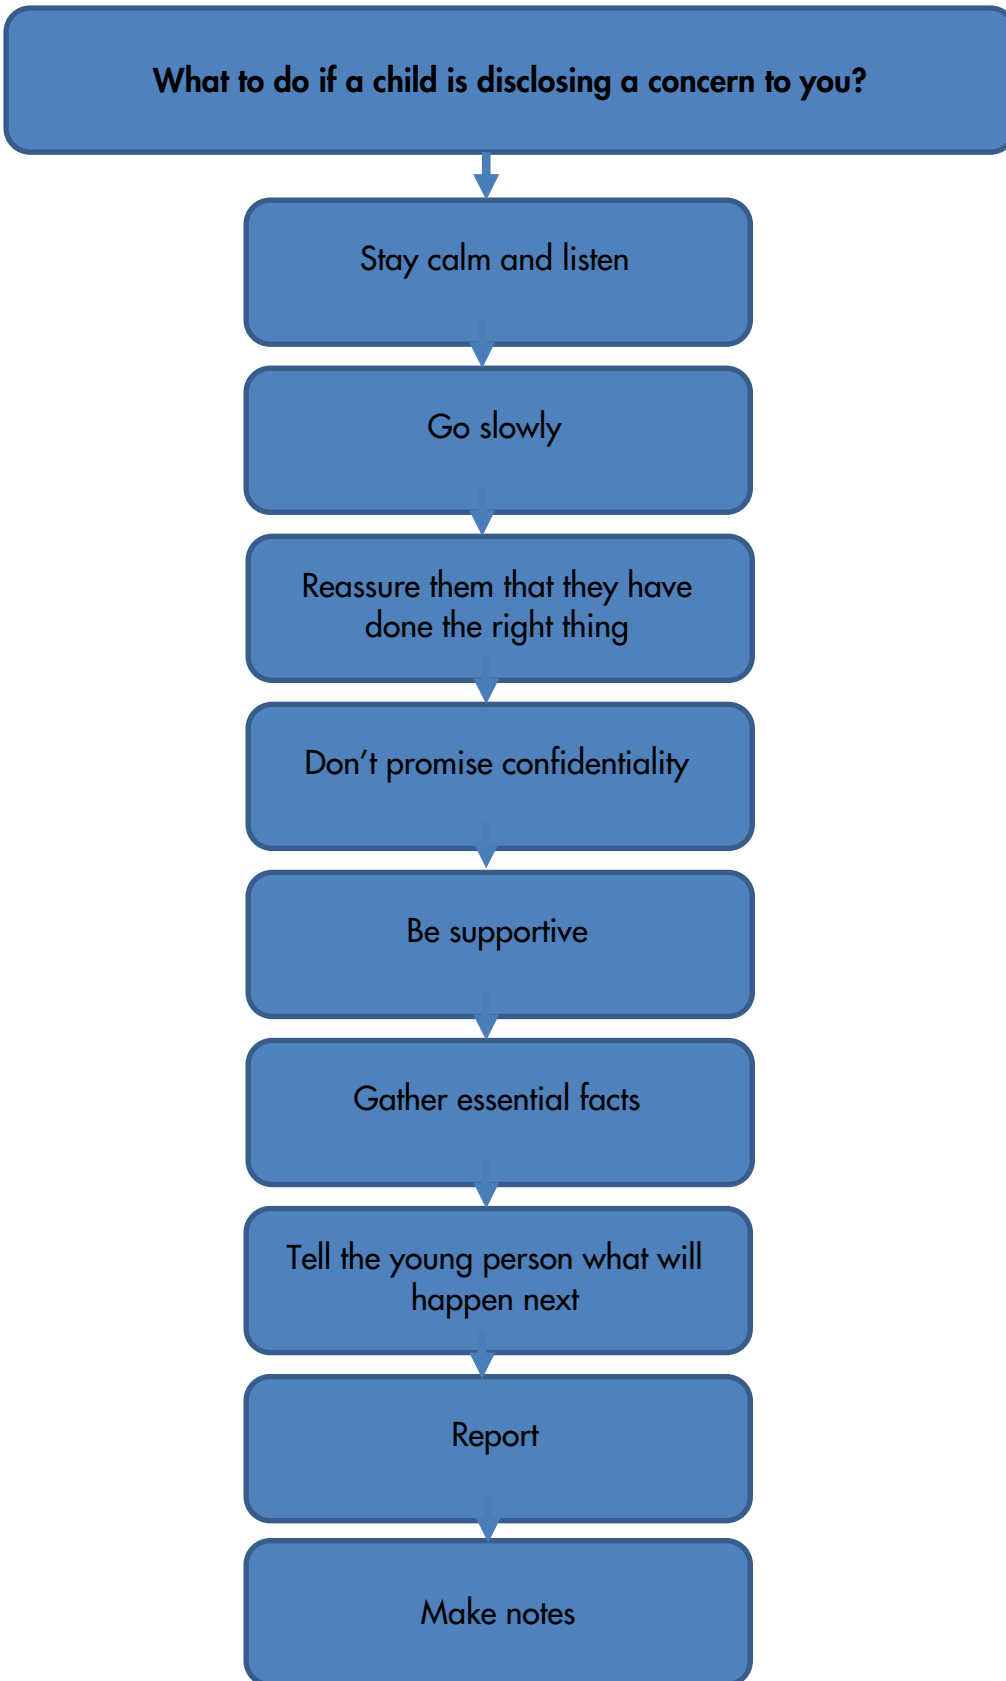 What to do if a child is disclosing a concern to you?
Stay calm and listen
Go slowly
Reassure them that they have
done the right thing
Don’t promise confidentiality
Be supportive
Gather essential facts
Tell the young person what will
happen next
Report
Make notes